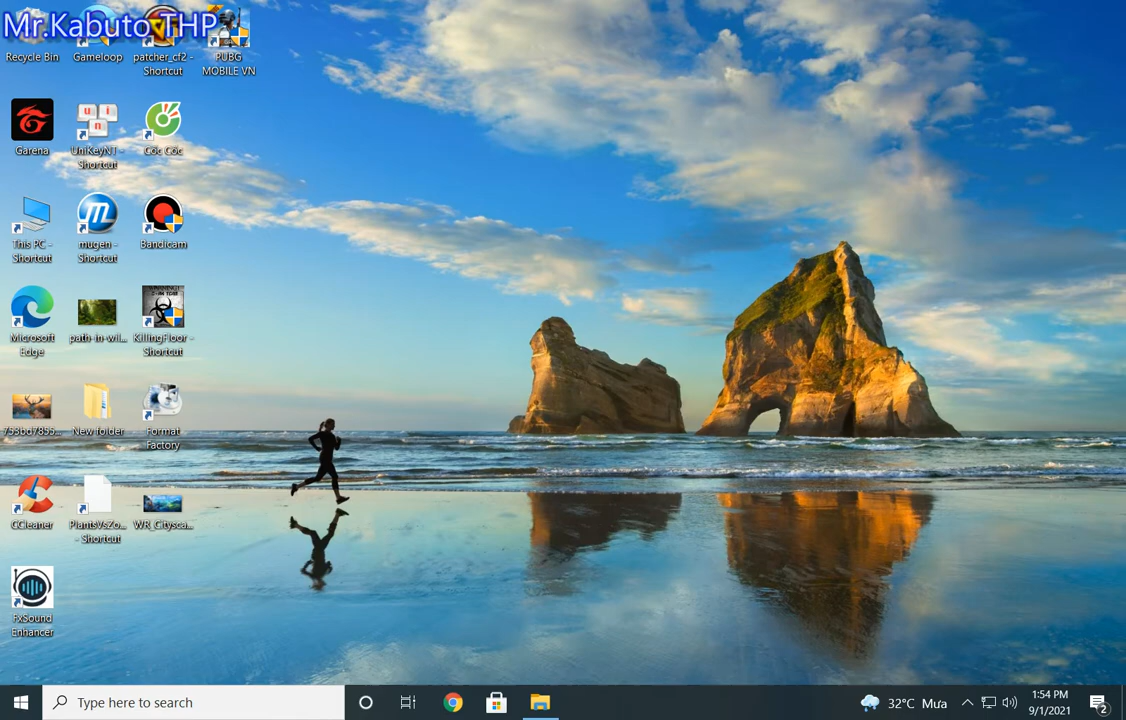 Mr.Kabuto THP
Recycle Bin
Gameloop
patcher_cf2 -
Shortcut
PUBG
MOBILE VN
Garena
UniKeyNT -
Shortcut
Cốc Cốc
This PC -
Shortcut
mugen -
Shortcut
Bandicam
Microsoft
Edge
path-in-wil...
KillingFloor -
Shortcut
753bd7855...
New folder
Format
Factory
CCleaner
PlantsVsZo...
- Shortcut
WR_Citysca...
FxSound
Enhancer
Type here to search
32°C Mưa
1:54 PM
9/1/2021
2